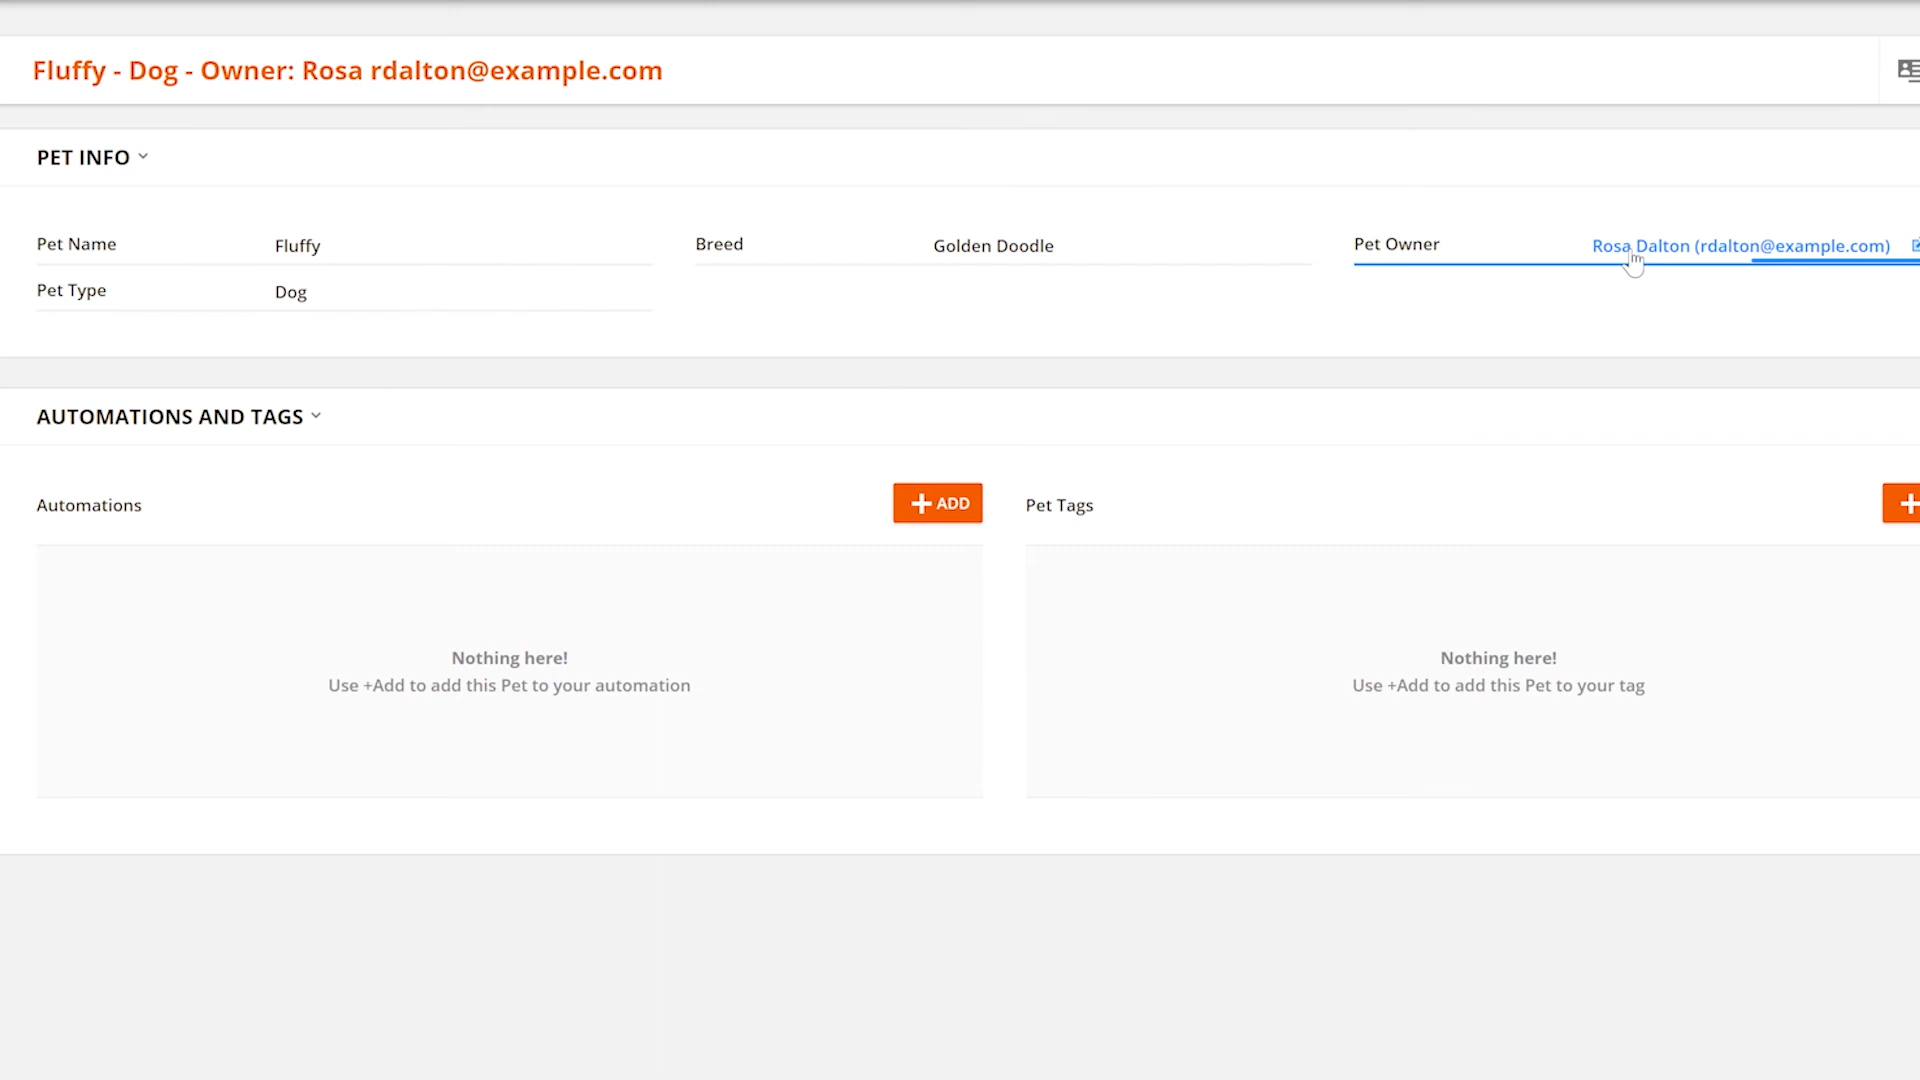 Fluffy - Dog - Owner: Rosa rdalton@example.com
PET INFO
Pet Name Fluffy Breed Golden Doodle Pet Owner Rosa Dalton (rdalton@example.com)
Pet Type Dog
AUTOMATIONS AND TAGS
Automations + ADD Pet Tags +
Nothing here! Nothing here!
Use +Add to add this Pet to your automation Use +Add to add this Pet to your tag